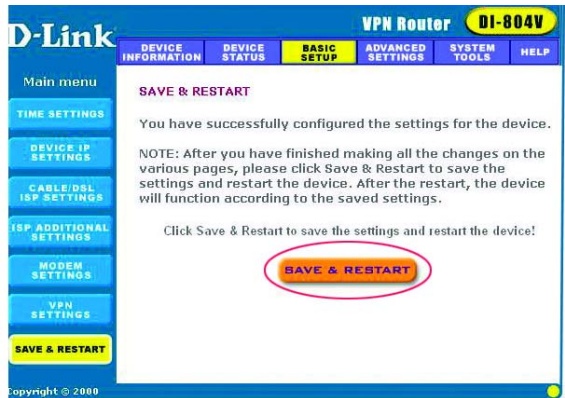 D-Link
VPN Router
DI-804V
DEVICE INFORMATION
DEVICE STATUS
BASIC SETUP
ADVANCED SETTINGS
SYSTEM TOOLS
HELP
Main menu
TIME SETTINGS
DEVICE IP
SETTINGS
CABLE/DSL
ISP SETTINGS
ISP ADDITIONAL
SETTINGS
MODEM
SETTINGS
VPN
SETTINGS
SAVE & RESTART
SAVE & RESTART
You have successfully configured the settings for the device.
NOTE: After you have finished making all the changes on the
various pages, please click Save & Restart to save the
settings and restart the device. After the restart, the device
will function according to the saved settings.
Click Save & Restart to save the settings and restart the device!
SAVE & RESTART
Copyright © 2000